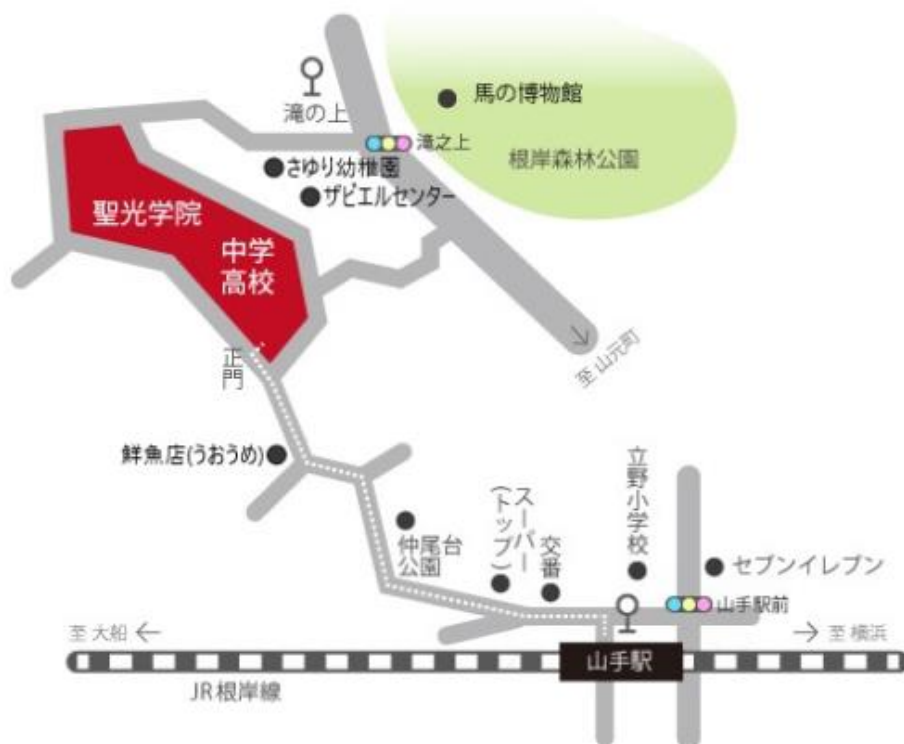 馬の博物館
滝の上
滝之上
根岸森林公園
さゆり幼稚園
ザビエルセンター
聖光学院
中学
高校
正門
至 山元町
鮮魚店(うおうめ)
仲尾台
公園
スーパー
(トップ)
交番
立野小学校
セブンイレブン
山手駅前
至 大船
至 横浜
山手駅
JR根岸線